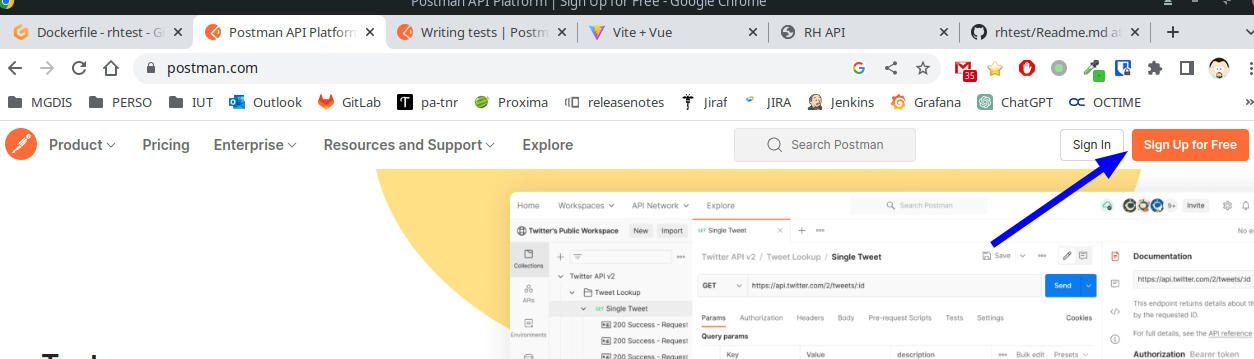 Postman API Platform | Sign Up for Free - Google Chrome
Dockerfile - rhtest - Gi
Postman API Platform
Writing tests | Postm
Vite + Vue
RH API
rhtest/Readme.md at
postman.com
35
MGDIS
PERSO
IUT
Outlook
GitLab
pa-tnr
Proxima
releasenotes
Jiraf
JIRA
Jenkins
Grafana
ChatGPT
OCTIME
Product
Pricing
Enterprise
Resources and Support
Explore
Search Postman
Sign In
Sign Up for Free
Home
Workspaces
API Network
Explore
Search Postman
9+
Invite
Twitter's Public Workspace
New
Import
GET Single Tweet
No e
Collections
APIs
Environments
Twitter API v2
Tweet Lookup
GET Single Tweet
200 Success - Request
200 Success - Request
200 Success - Request
Twitter API v2 / Tweet Lookup / Single Tweet
Save
GET
https://api.twitter.com/2/tweets/:id
Send
Params
Authorization
Headers
Body
Pre-request Scripts
Tests
Settings
Cookies
Query params
Key
Value
description
Bulk edit
Presets
Documentation
https://api.twitter.com/2/tweets/:id
This endpoint returns details about th
by the requested ID.
For full details, see the API reference
Authorization Bearer token